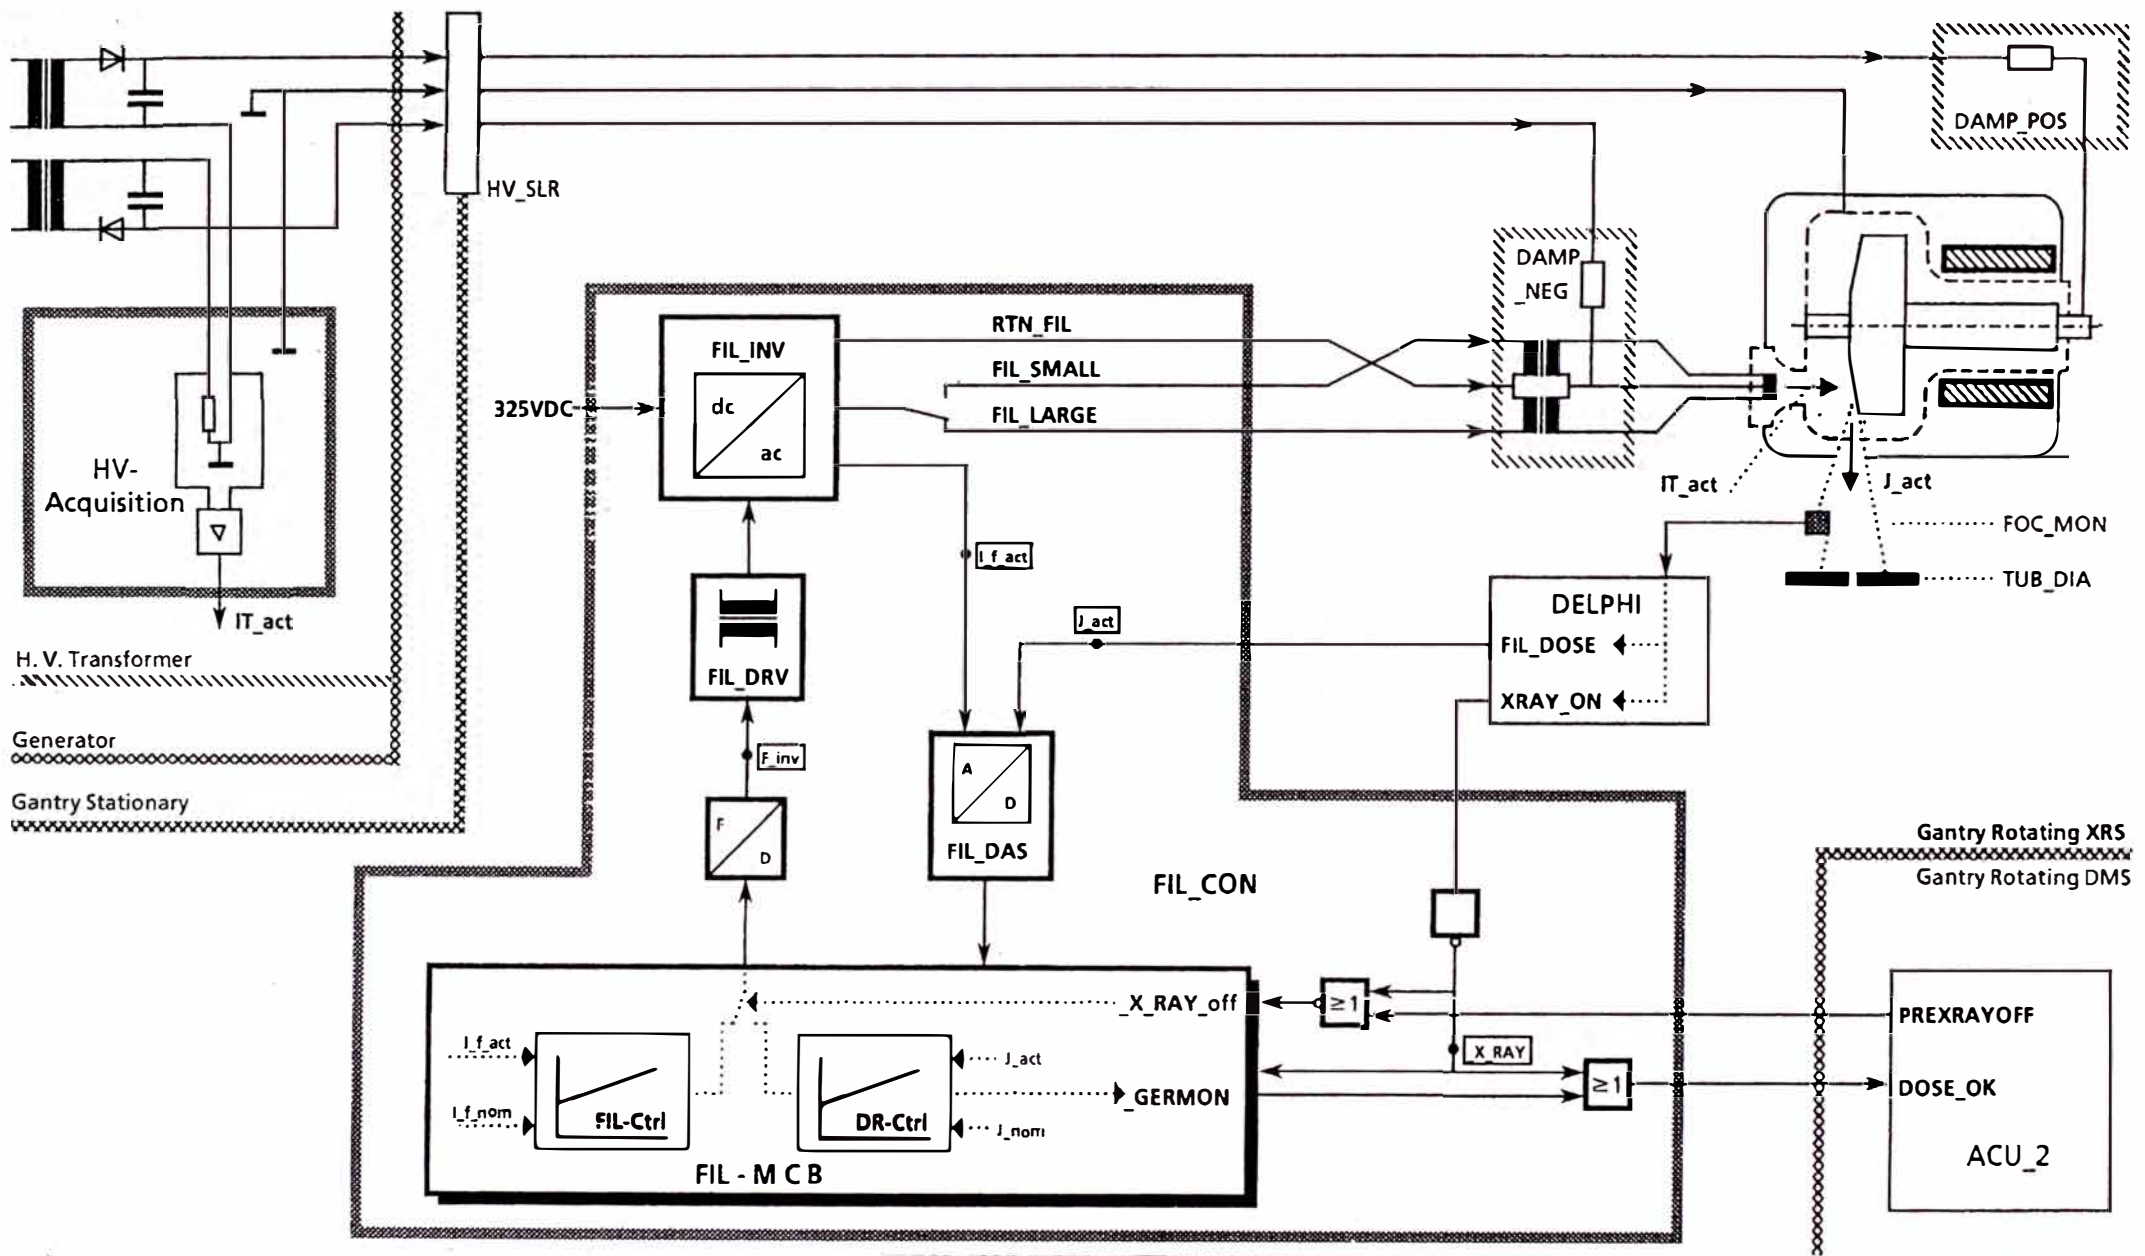 DAMP_POS
HV_SLR
DAMP
_NEG
RTN_FIL
FIL_INV
FIL_SMALL
325VDC
dc
FIL_LARGE
ac
HV-
Acquisition
IT_act
J_act
FOC_MON
I_f_act
TUB_DIA
DELPHI
IT_act
J_act
FIL_DOSE
H. V. Transformer
FIL_DRV
XRAY_ON
Generator
F_inv
A
D
Gantry Stationary
F
D
FIL_DAS
Gantry Rotating XRS
Gantry Rotating DMS
FIL_CON
_X_RAY_off
≥1
PREXRAYOFF
I_f_act
J_act
_X_RAY
≥1
DOSE_OK
_GERMON
I_f_nom
FIL-Ctrl
DR-Ctrl
J_nom
ACU_2
FIL - M C B